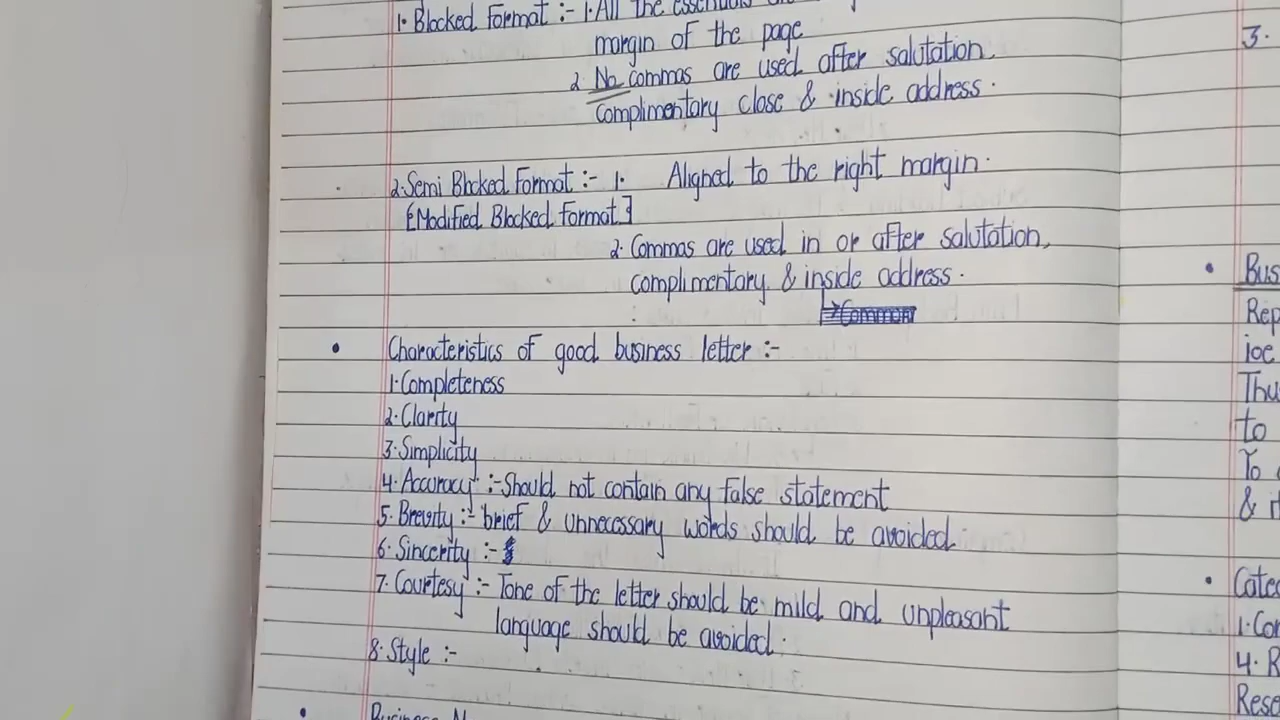 1. Blocked Format :- 1. All the essentials
margin of the page
2 No commas are used after salutation,
complimentary close & inside address.
2. Semi Blocked Format :- 1. Aligned to the right margin.
[Modified Blocked Format]
2. Commas are used in or after salutation,
complimentary & inside address.
Characteristics of good business letter :-
1. Completeness
2. Clarity
3. Simplicity
4. Accuracy :- Should not contain any false statement
5. Brevity :- brief & unnecessary words should be avoided
6. Sincerity :-
7. Courtesy :- Tone of the letter should be mild and unpleasant
language should be avoided.
8. Style :-
Business
3.
Bus
Rep
Thu
to
To
&
1. Co
4. R
Reso